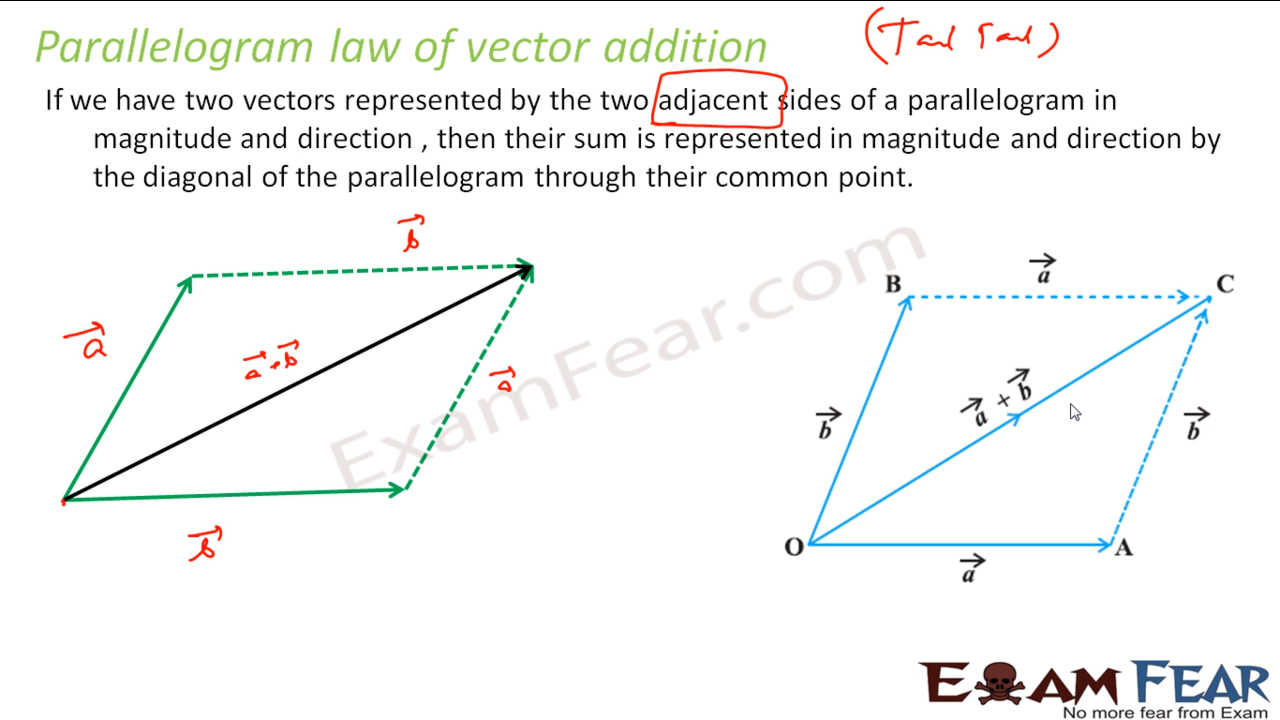 Parallelogram law of vector addition
(Tail Tail)
If we have two vectors represented by the two adjacent sides of a parallelogram in
magnitude and direction , then their sum is represented in magnitude and direction by
the diagonal of the parallelogram through their common point.
b
a
a + b
a
b
ExamFear.com
B
a
C
b
a + b
b
O
a
A
EXAM FEAR
No more fear from Exam